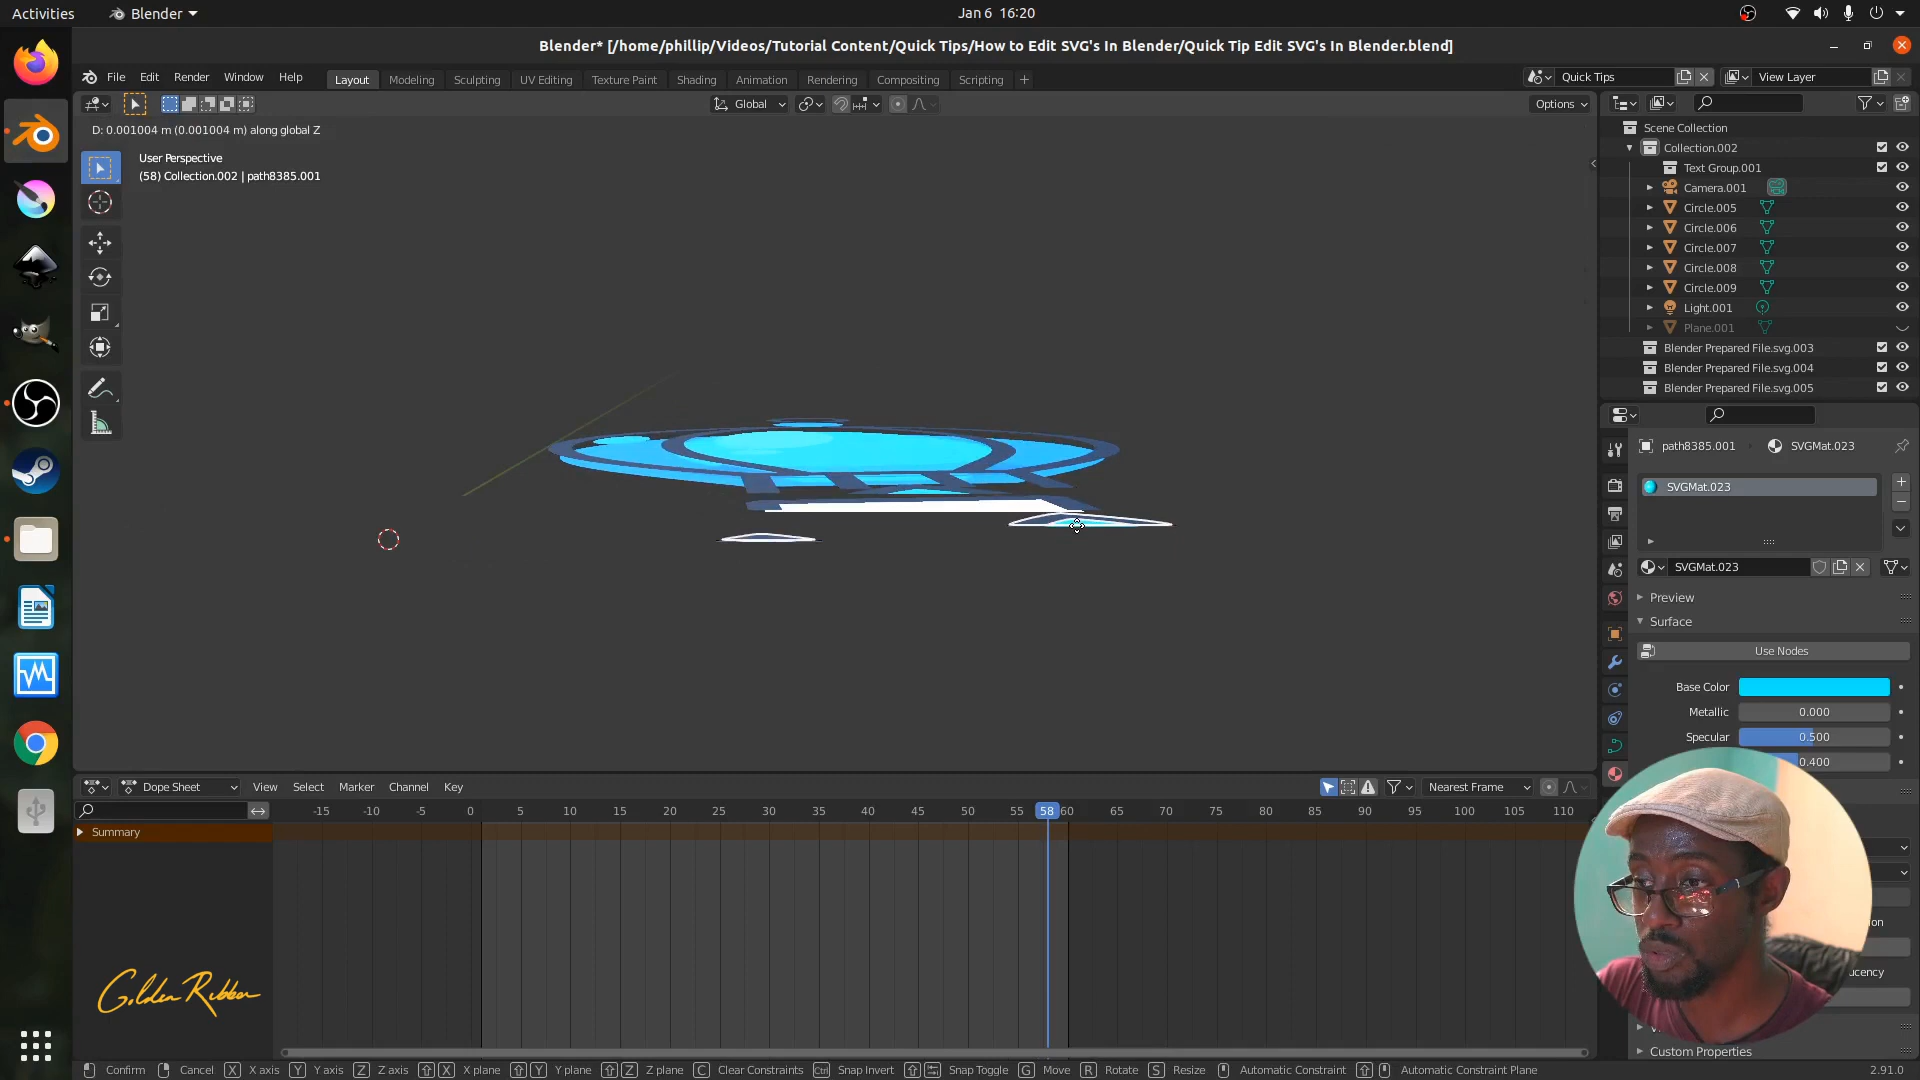 Activities Blender Jan 6 16:20
Blender* [/home/phillip/Videos/Tutorial Content/Quick Tips/How to Edit SVG's In Blender/Quick Tip Edit SVG's In Blender.blend]
File Edit Render Window Help Layout Modeling Sculpting UV Editing Texture Paint Shading Animation Rendering Compositing Scripting + Quick Tips View Layer
Global Options
D: 0.001004 m (0.001004 m) along global Z
User Perspective
(58) Collection.002 | path8385.001
Scene Collection
Collection.002
Text Group.001
Camera.001
Circle.005
Circle.006
Circle.007
Circle.008
Circle.009
Light.001
Plane.001
Blender Prepared File.svg.003
Blender Prepared File.svg.004
Blender Prepared File.svg.005
path8385.001 SVGMat.023
SVGMat.023
SVGMat.023
Preview
Surface
Use Nodes
Base Color
Metallic 0.000
Specular 0.500
0.400
ion
ucency
Custom Properties
Dope Sheet View Select Marker Channel Key Nearest Frame
-15 -10 -5 0 5 10 15 20 25 30 35 40 45 50 55 58 60 65 70 75 80 85 90 95 100 105 110
Summary
Golden Ribbon
Confirm Cancel X X axis Y Y axis Z Z axis X X plane Y Y plane Z Z plane C Clear Constraints Ctrl Snap Invert Snap Toggle G Move R Rotate S Resize Automatic Constraint Automatic Constraint Plane 2.91.0